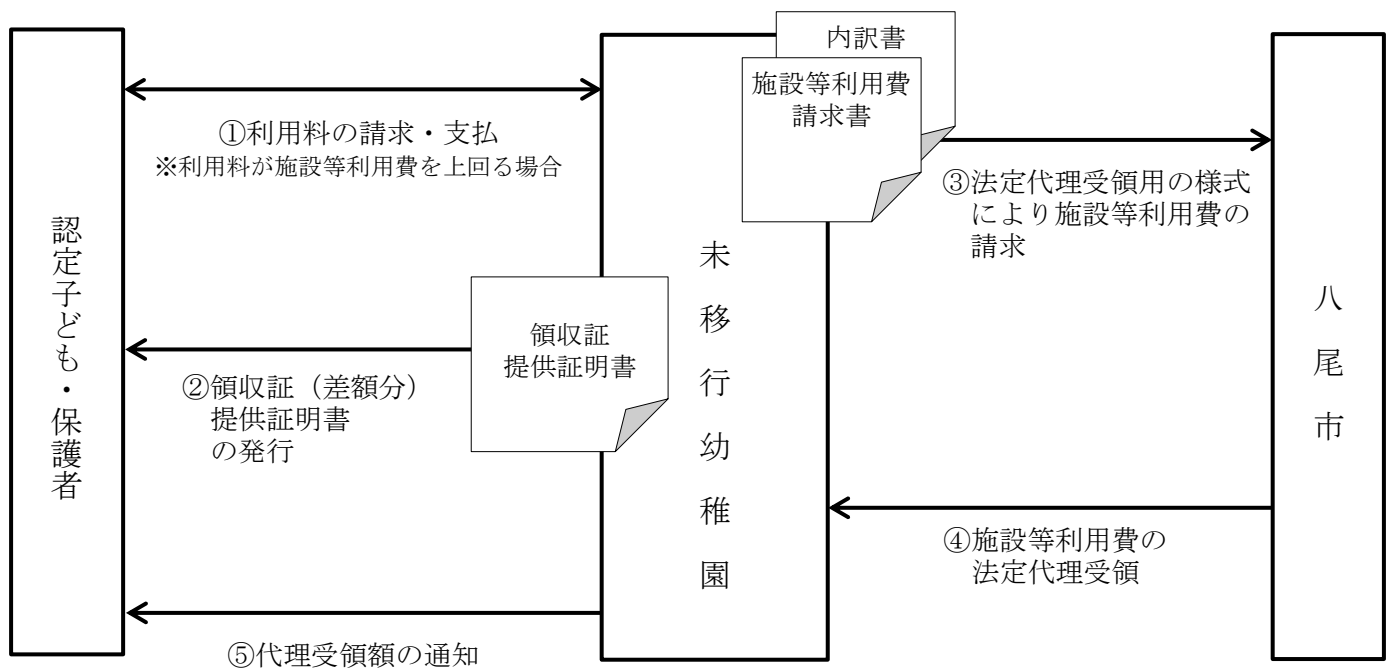 内訳書
施設等利用費
請求書
①利用料の請求・支払
※利用料が施設等利用費を上回る場合
③法定代理受領用の様式
により施設等利用費の
請求
認定子ども・保護者
未移行幼稚園
八尾市
領収証
提供証明書
②領収証（差額分）
提供証明書
の発行
④施設等利用費の
法定代理受領
⑤代理受領額の通知